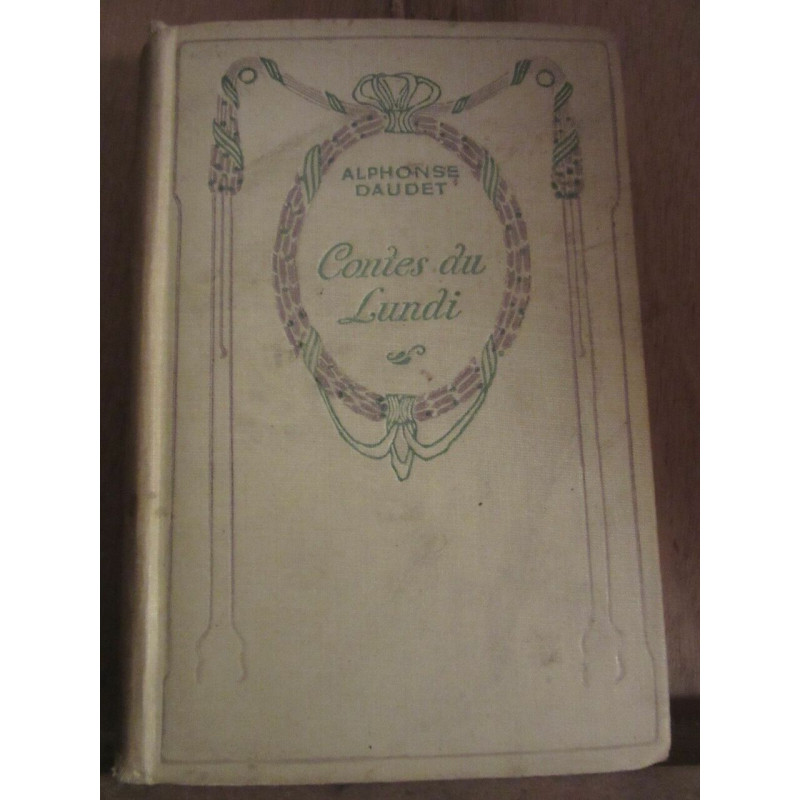 ALPHONSE
DAUDET
Contes du
Lundi